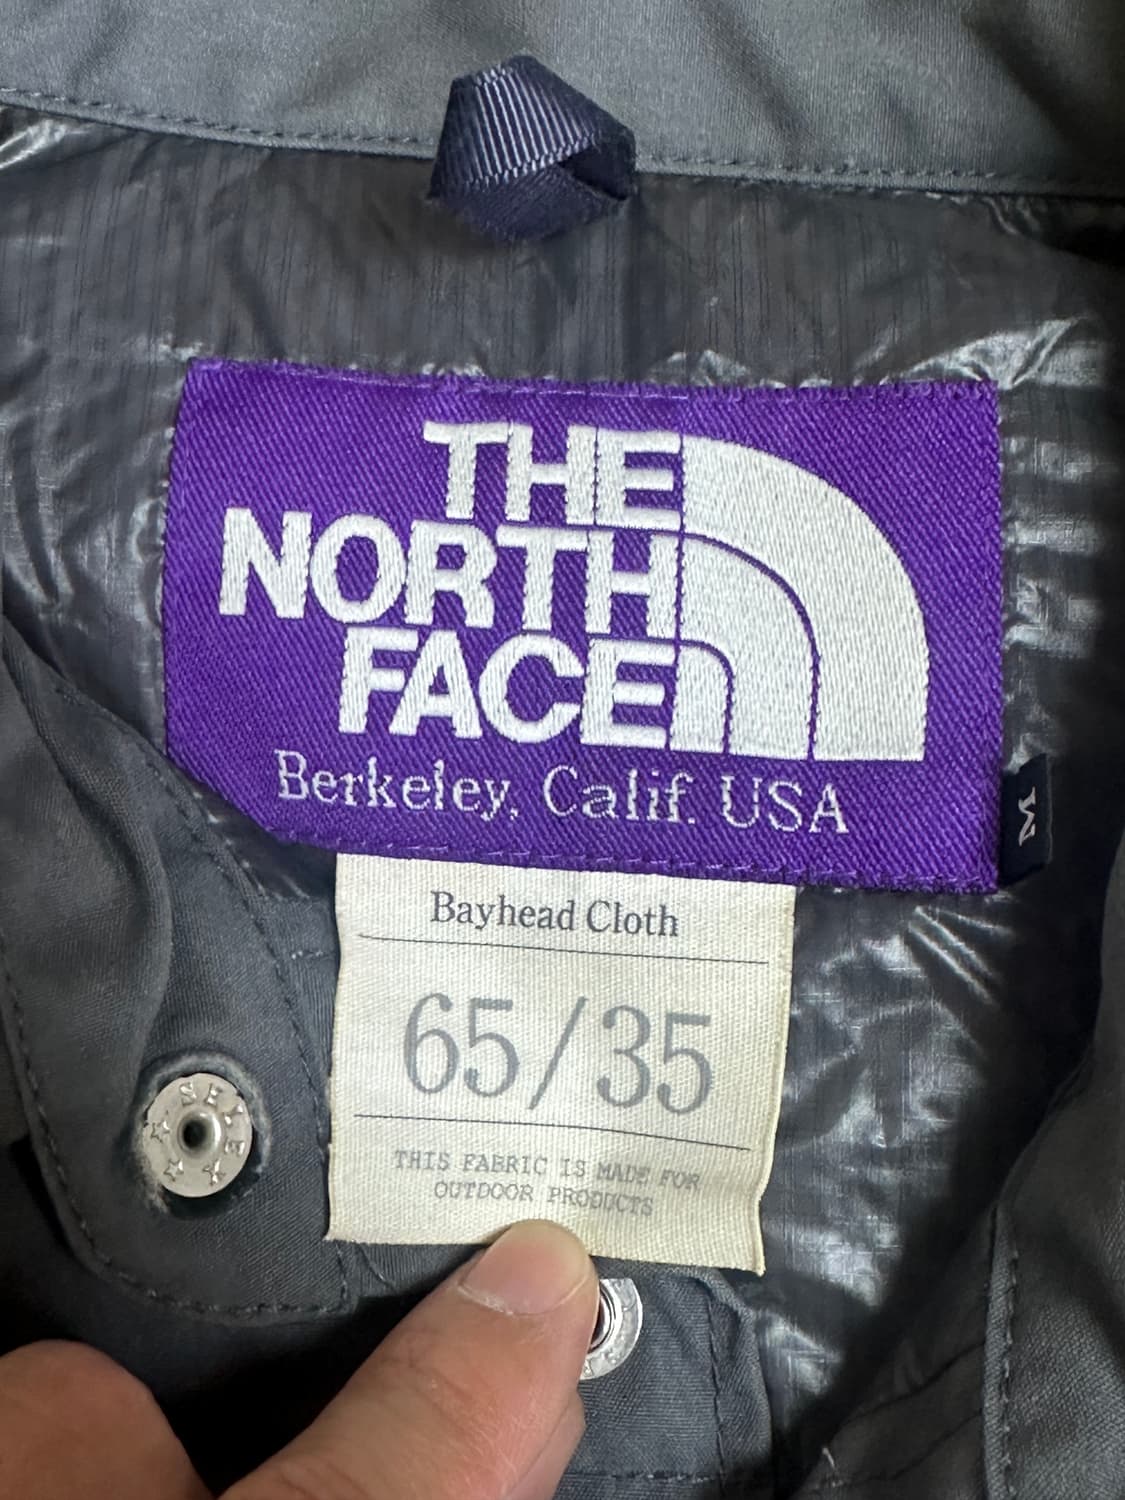 THE
NORTH
FACE
Berkeley, Calif. USA
M
Bayhead Cloth
65/35
THIS FABRIC IS MADE FOR
OUTDOOR PRODUCTS